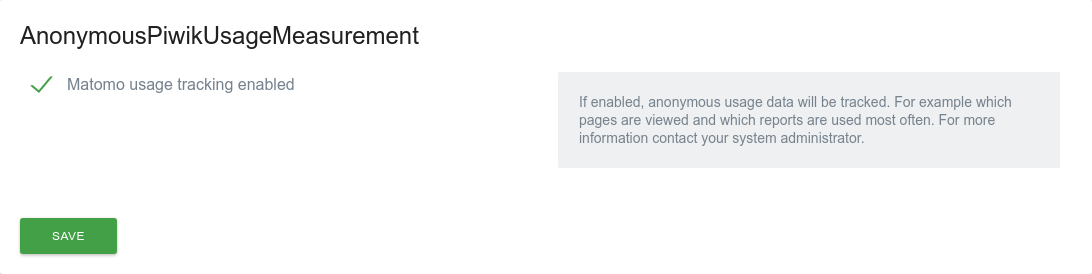 AnonymousPiwikUsageMeasurement
Matomo usage tracking enabled
If enabled, anonymous usage data will be tracked. For example which
pages are viewed and which reports are used most often. For more
information contact your system administrator.
SAVE